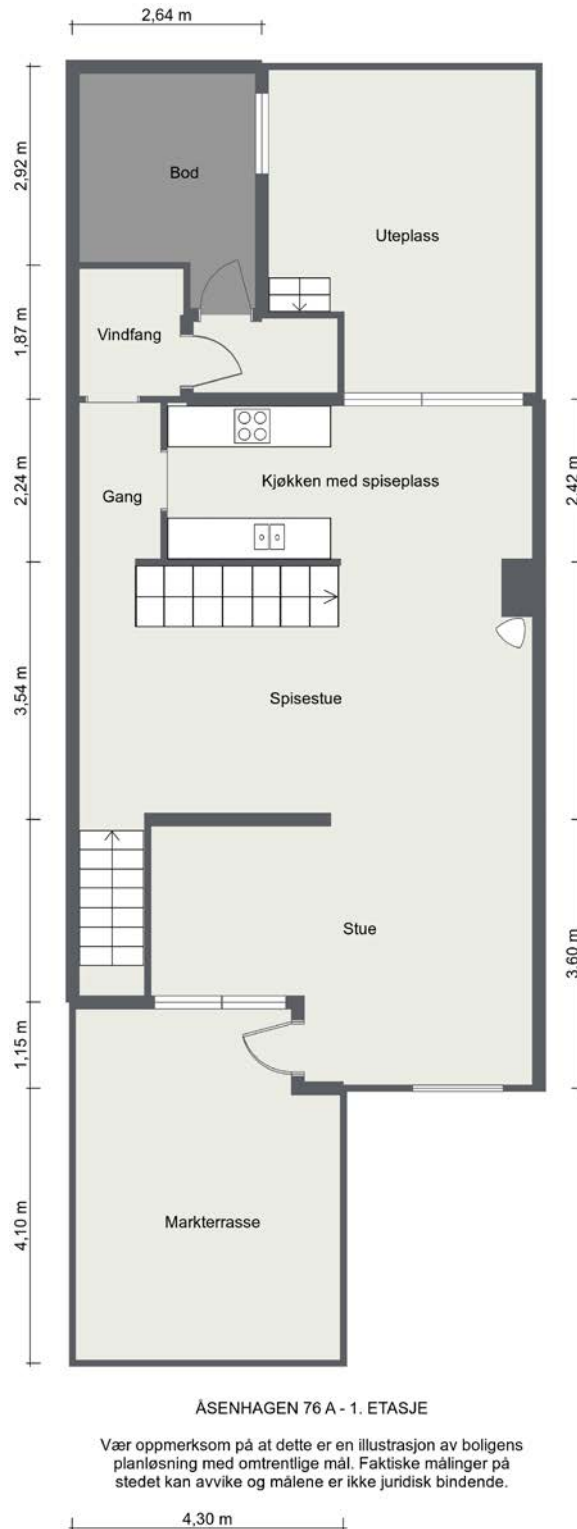 2,64 m
2,92 m
Bod
Uteplass
1,87 m
Vindfang
2,24 m
Gang
Kjøkken med spiseplass
2,42 m
3,54 m
Spisestue
Stue
3,60 m
1,15 m
Markterrasse
4,10 m
ÅSENHAGEN 76 A - 1. ETASJE
Vær oppmerksom på at dette er en illustrasjon av boligens
planløsning med omtrentlige mål. Faktiske målinger på
stedet kan avvike og målene er ikke juridisk bindende.
4,30 m